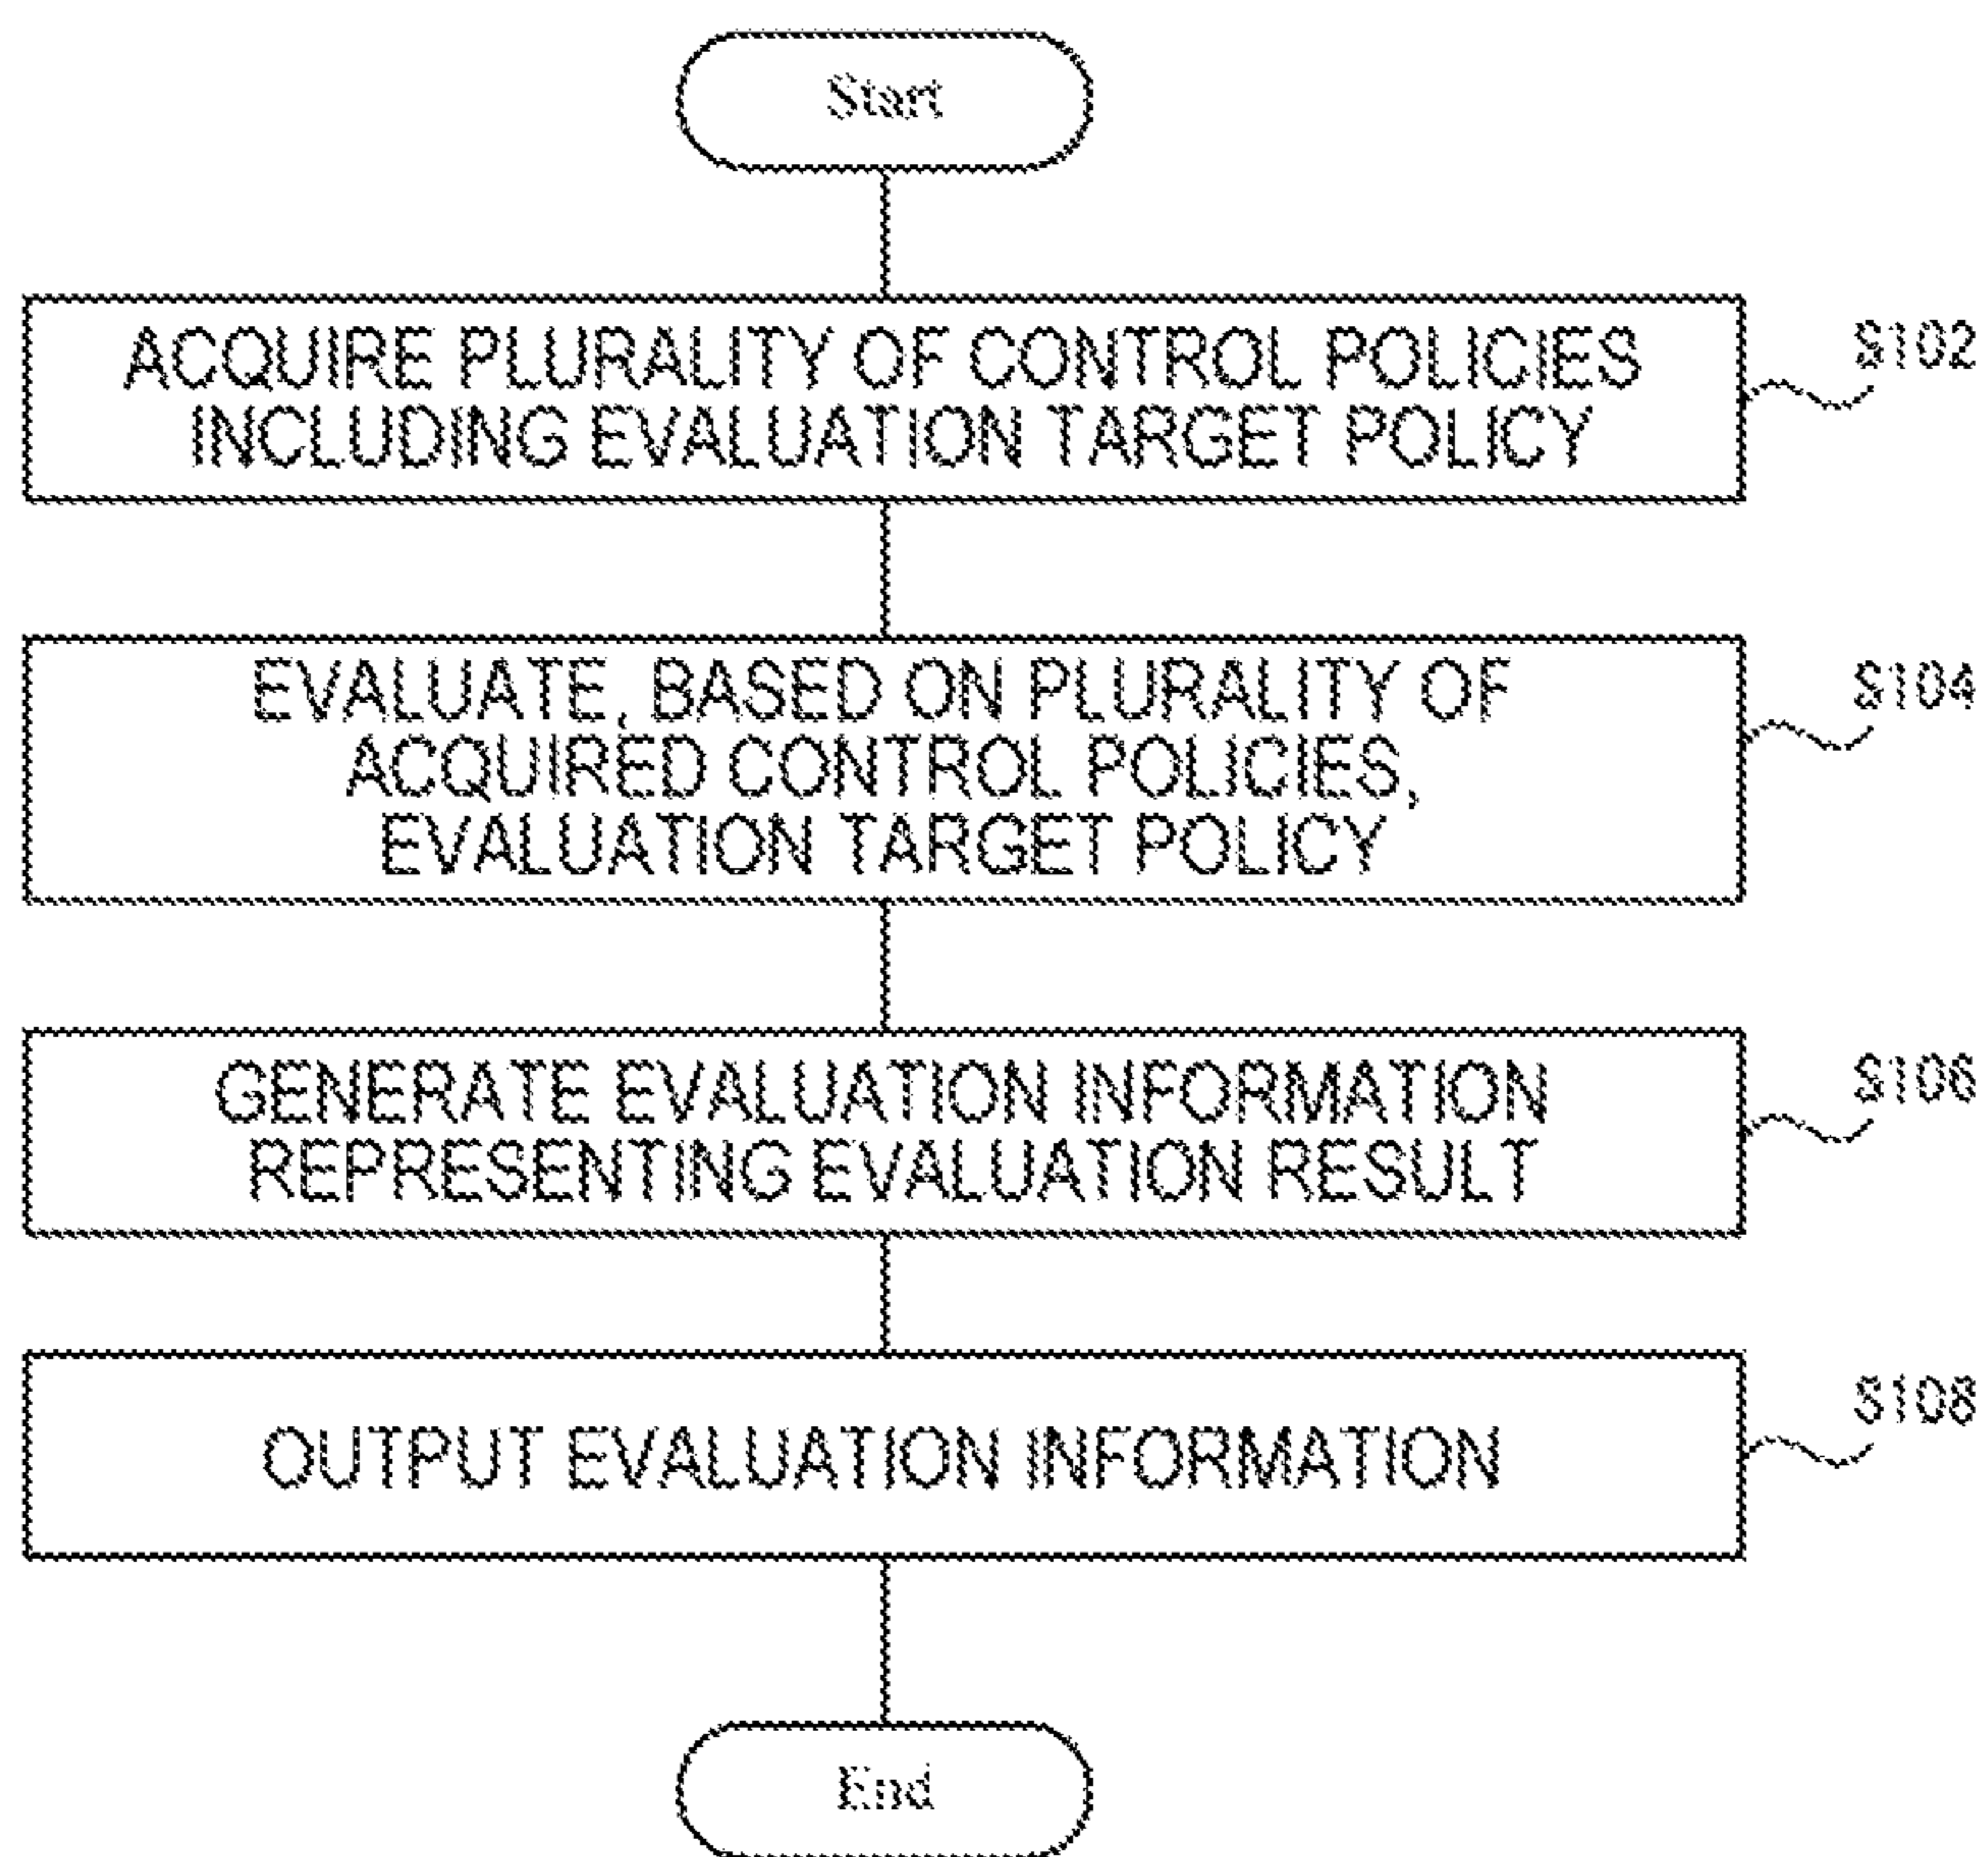 Start
ACQUIRE PLURALITY OF CONTROL POLICIES
INCLUDING EVALUATION TARGET POLICY
S102
EVALUATE, BASED ON PLURALITY OF
ACQUIRED CONTROL POLICIES,
EVALUATION TARGET POLICY
S104
GENERATE EVALUATION INFORMATION
REPRESENTING EVALUATION RESULT
S106
OUTPUT EVALUATION INFORMATION
S108
End